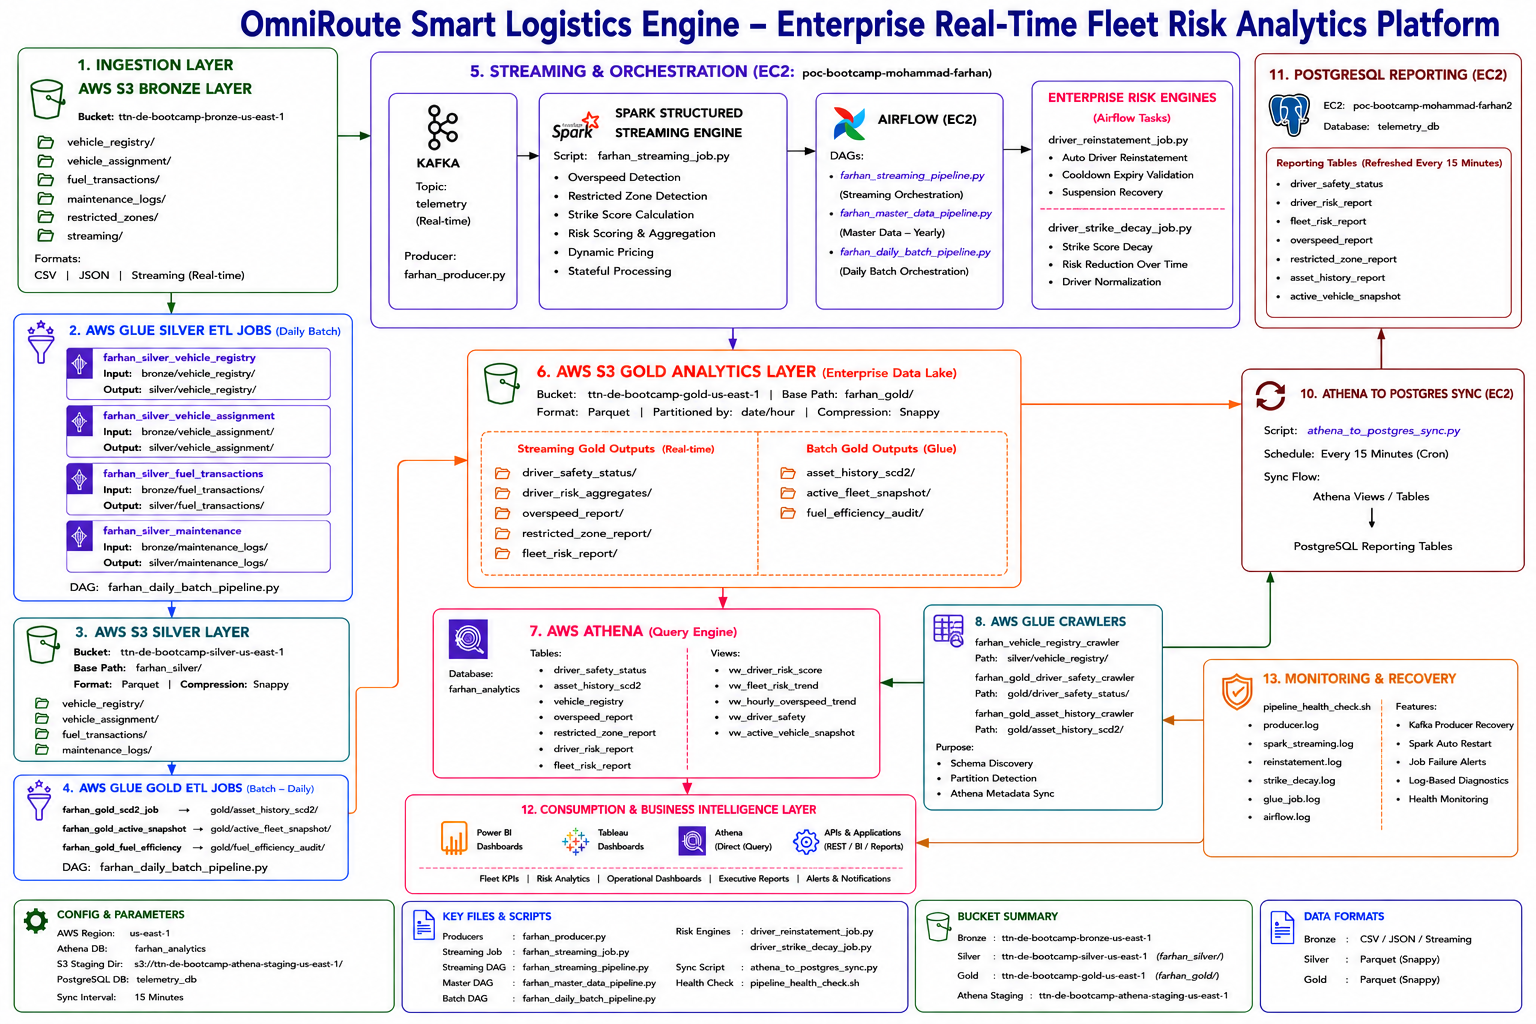 OmniRoute Smart Logistics Engine – Enterprise Real-Time Fleet Risk Analytics Platform
1. INGESTION LAYER
AWS S3 BRONZE LAYER
Bucket: ttn-de-bootcamp-bronze-us-east-1
vehicle_registry/
vehicle_assignment/
fuel_transactions/
maintenance_logs/
restricted_zones/
streaming/
Formats:
CSV | JSON | Streaming (Real-time)
2. AWS GLUE SILVER ETL JOBS (Daily Batch)
farhan_silver_vehicle_registry
Input: bronze/vehicle_registry/
Output: silver/vehicle_registry/
farhan_silver_vehicle_assignment
Input: bronze/vehicle_assignment/
Output: silver/vehicle_assignment/
farhan_silver_fuel_transactions
Input: bronze/fuel_transactions/
Output: silver/fuel_transactions/
farhan_silver_maintenance
Input: bronze/maintenance_logs/
Output: silver/maintenance_logs/
DAG: farhan_daily_batch_pipeline.py
3. AWS S3 SILVER LAYER
Bucket: ttn-de-bootcamp-silver-us-east-1
Base Path: farhan_silver/
Format: Parquet | Compression: Snappy
vehicle_registry/
vehicle_assignment/
fuel_transactions/
maintenance_logs/
4. AWS GLUE GOLD ETL JOBS (Batch – Daily)
farhan_gold_scd2_job → gold/asset_history_scd2/
farhan_gold_active_snapshot → gold/active_fleet_snapshot/
farhan_gold_fuel_efficiency → gold/fuel_efficiency_audit/
DAG: farhan_daily_batch_pipeline.py
5. STREAMING & ORCHESTRATION (EC2: poc-bootcamp-mohammad-farhan)
KAFKA
Topic:
telemetry
(Real-time)
Producer:
farhan_producer.py
Spark
SPARK STRUCTURED
STREAMING ENGINE
Script: farhan_streaming_job.py
• Overspeed Detection
• Restricted Zone Detection
• Strike Score Calculation
• Risk Scoring & Aggregation
• Dynamic Pricing
• Stateful Processing
AIRFLOW (EC2)
DAGs:
• farhan_streaming_pipeline.py
(Streaming Orchestration)
• farhan_master_data_pipeline.py
(Master Data – Yearly)
• farhan_daily_batch_pipeline.py
(Daily Batch Orchestration)
ENTERPRISE RISK ENGINES
(Airflow Tasks)
driver_reinstatement_job.py
• Auto Driver Reinstatement
• Cooldown Expiry Validation
• Suspension Recovery
driver_strike_decay_job.py
• Strike Score Decay
• Risk Reduction Over Time
• Driver Normalization
6. AWS S3 GOLD ANALYTICS LAYER (Enterprise Data Lake)
Bucket: ttn-de-bootcamp-gold-us-east-1 | Base Path: farhan_gold/
Format: Parquet | Partitioned by: date/hour | Compression: Snappy
Streaming Gold Outputs (Real-time)
driver_safety_status/
driver_risk_aggregates/
overspeed_report/
restricted_zone_report/
fleet_risk_report/
Batch Gold Outputs (Glue)
asset_history_scd2/
active_fleet_snapshot/
fuel_efficiency_audit/
7. AWS ATHENA (Query Engine)
Database:
farhan_analytics
Tables:
• driver_safety_status
• asset_history_scd2
• vehicle_registry
• overspeed_report
• restricted_zone_report
• driver_risk_report
• fleet_risk_report
Views:
• vw_driver_risk_score
• vw_fleet_risk_trend
• vw_hourly_overspeed_trend
• vw_driver_safety
• vw_active_vehicle_snapshot
8. AWS GLUE CRAWLERS
farhan_vehicle_registry_crawler
Path: silver/vehicle_registry/
farhan_gold_driver_safety_crawler
Path: gold/driver_safety_status/
farhan_gold_asset_history_crawler
Path: gold/asset_history_scd2/
Purpose:
• Schema Discovery
• Partition Detection
• Athena Metadata Sync
10. ATHENA TO POSTGRES SYNC (EC2)
Script: athena_to_postgres_sync.py
Schedule: Every 15 Minutes (Cron)
Sync Flow:
Athena Views / Tables
PostgreSQL Reporting Tables
11. POSTGRESQL REPORTING (EC2)
EC2: poc-bootcamp-mohammad-farhan2
Database: telemetry_db
Reporting Tables (Refreshed Every 15 Minutes)
• driver_safety_status
• driver_risk_report
• fleet_risk_report
• overspeed_report
• restricted_zone_report
• asset_history_report
• active_vehicle_snapshot
12. CONSUMPTION & BUSINESS INTELLIGENCE LAYER
Power BI
Dashboards
Tableau
Dashboards
Athena
(Direct (Query)
APIs & Applications
(REST / BI / Reports)
Fleet KPIs | Risk Analytics | Operational Dashboards | Executive Reports | Alerts & Notifications
13. MONITORING & RECOVERY
pipeline_health_check.sh
• producer.log
• spark_streaming.log
• reinstatement.log
• strike_decay.log
• glue_job.log
• airflow.log
Features:
• Kafka Producer Recovery
• Spark Auto Restart
• Job Failure Alerts
• Log-Based Diagnostics
• Health Monitoring
CONFIG & PARAMETERS
AWS Region: us-east-1
Athena DB: farhan_analytics
S3 Staging Dir: s3://ttn-de-bootcamp-athena-staging-us-east-1/
PostgreSQL DB: telemetry_db
Sync Interval: 15 Minutes
KEY FILES & SCRIPTS
Producers : farhan_producer.py
Streaming Job : farhan_streaming_job.py
Streaming DAG : farhan_streaming_pipeline.py
Master DAG : farhan_master_data_pipeline.py
Batch DAG : farhan_daily_batch_pipeline.py
Risk Engines : driver_reinstatement_job.py
driver_strike_decay_job.py
Sync Script : athena_to_postgres_sync.py
Health Check : pipeline_health_check.sh
BUCKET SUMMARY
Bronze : ttn-de-bootcamp-bronze-us-east-1
Silver : ttn-de-bootcamp-silver-us-east-1 (farhan_silver/)
Gold : ttn-de-bootcamp-gold-us-east-1 (farhan_gold/)
Athena Staging : ttn-de-bootcamp-athena-staging-us-east-1
DATA FORMATS
Bronze : CSV / JSON / Streaming
Silver : Parquet (Snappy)
Gold : Parquet (Snappy)